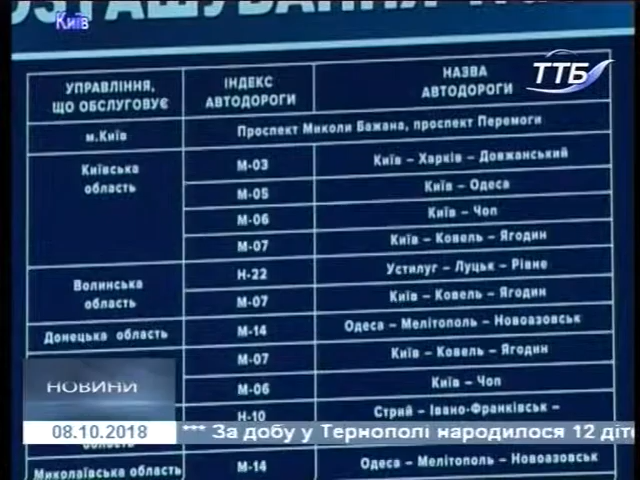 РОЗТАШУВАННЯ
Київ
ТТБ
УПРАВЛІННЯ,
ЩО ОБСЛУГОВУЄ
ІНДЕКС
АВТОДОРОГИ
НАЗВА
АВТОДОРОГИ
м.Київ
Проспект Миколи Бажана, проспект Перемоги
Київська
область
М-03
Київ – Харків – Довжанський
М-05
Київ – Одеса
М-06
Київ – Чоп
М-07
Київ – Ковель – Ягодин
Волинська
область
Н-22
Устилуг – Луцьк – Рівне
М-07
Київ – Ковель – Ягодин
Донецька область
М-14
Одеса – Мелітополь – Новоазовськ
М-07
Київ – Ковель – Ягодин
М-06
Київ – Чоп
Н-10
Стрий – Івано-Франківськ –
НОВИНИ
08.10.2018
*** За добу у Тернополі народилося 12 діте
область
Миколаївська область
М-14
Одеса – Мелітополь – Новоазовськ